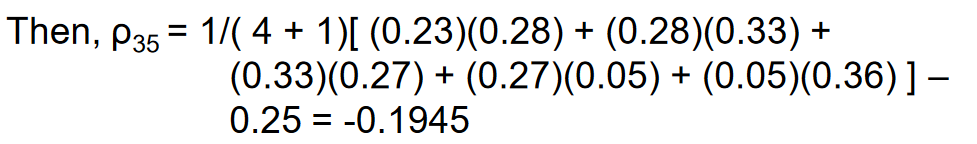 Then, ρ35 = 1/( 4 + 1)[ (0.23)(0.28) + (0.28)(0.33) +
(0.33)(0.27) + (0.27)(0.05) + (0.05)(0.36) ] –
0.25 = -0.1945